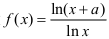 f(x) = ln(x + a) / ln x